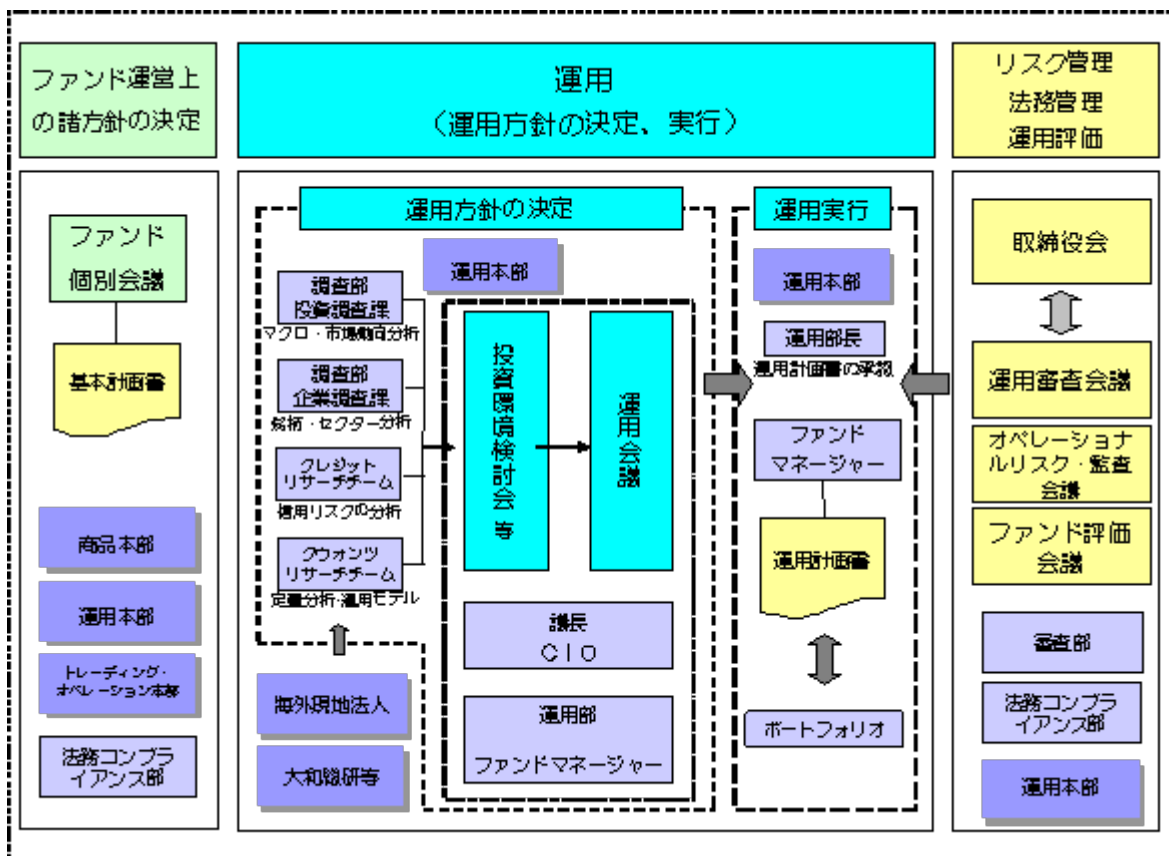 ファンド運営上
の諸方針の決定
ファンド
個別会議
基本計画書
商品本部
運用本部
トレーディング・
オペレーション本部
法務コンプラ
イアンス部
運用
（運用方針の決定、実行）
運用方針の決定
運用本部
調査部
投資調査課
マクロ・市場動向分析
調査部
企業調査課
銘柄・セクター分析
クレジット
リサーチチーム
信用リスクの分析
クウォンツ
リサーチチーム
定量分析・運用モデル
海外現地法人
大和総研等
投資環境検討会 等
運用会議
議長
ＣＩＯ
運用部
ファンドマネージャー
運用実行
運用本部
運用部長
運用計画書の承認
ファンド
マネージャー
運用計画書
ポートフォリオ
リスク管理
法務管理
運用評価
取締役会
運用審査会議
オペレーショナ
ルリスク・監査
会議
ファンド評価
会議
審査部
法務コンプラ
イアンス部
運用本部